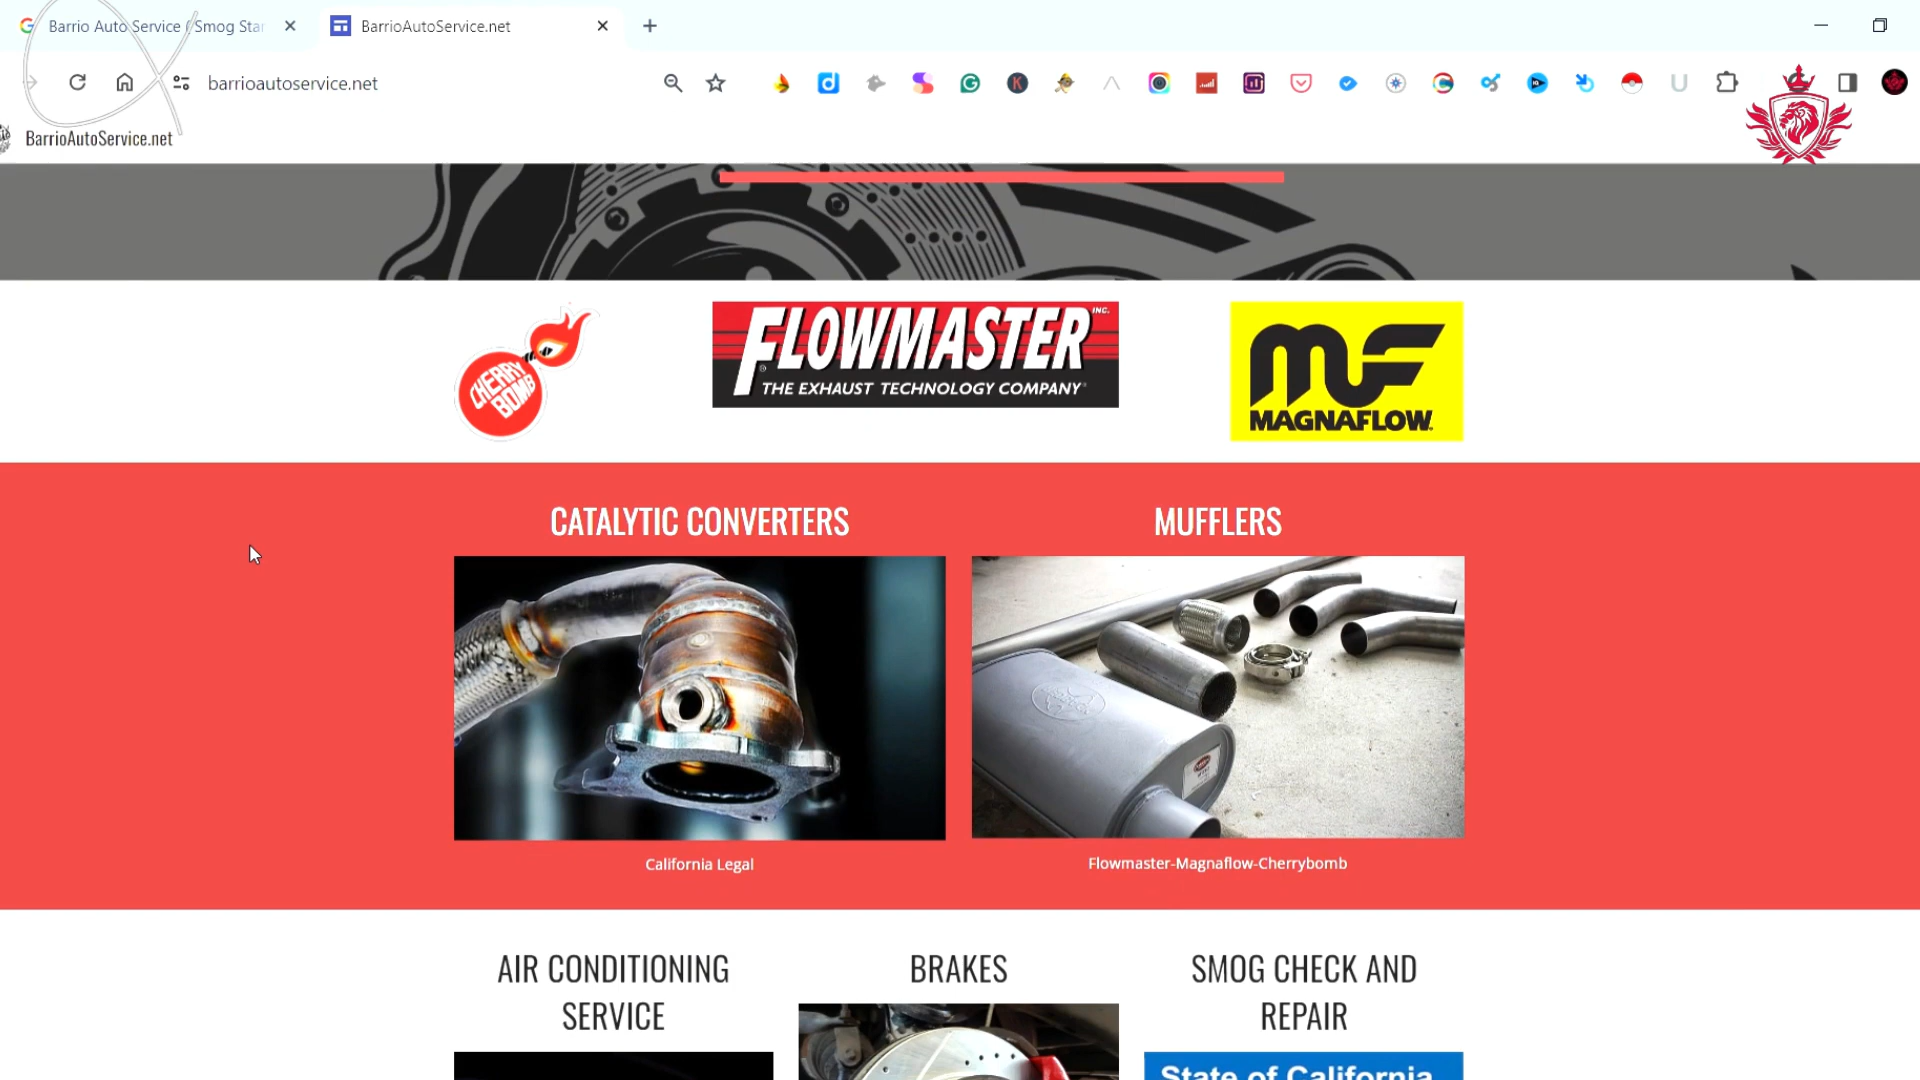 Barrio Auto Service | Smog Star
BarrioAutoService.net
barrioautoservice.net
BarrioAutoService.net
CHERRY
BOMB
FLOWMASTER INC.
THE EXHAUST TECHNOLOGY COMPANY
MF
MAGNAFLOW
CATALYTIC CONVERTERS
MUFFLERS
California Legal
Flowmaster-Magnaflow-Cherrybomb
AIR CONDITIONING
SERVICE
BRAKES
SMOG CHECK AND
REPAIR
State of California